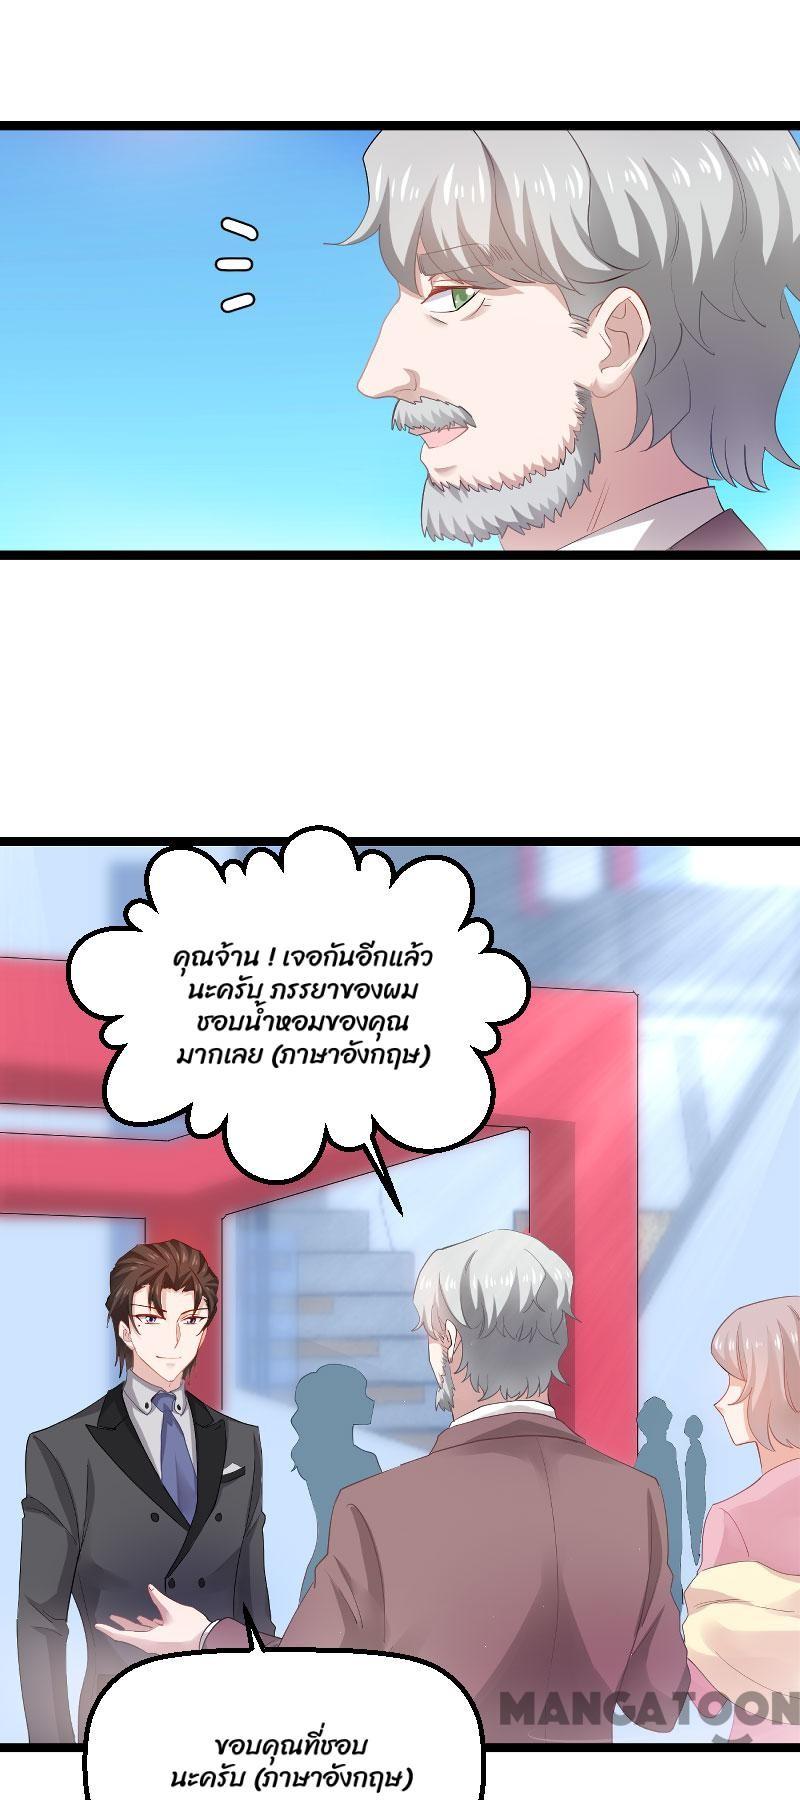 คุณจ้าน ! เจอกันอีกแล้ว
นะครับ ภรรยาของผม
ชอบน้ำหอมของคุณ
มากเลย (ภาษาอังกฤษ)
MANGATOON
ขอบคุณที่ชอบ
นะครับ (ภาษาอังกฤษ)